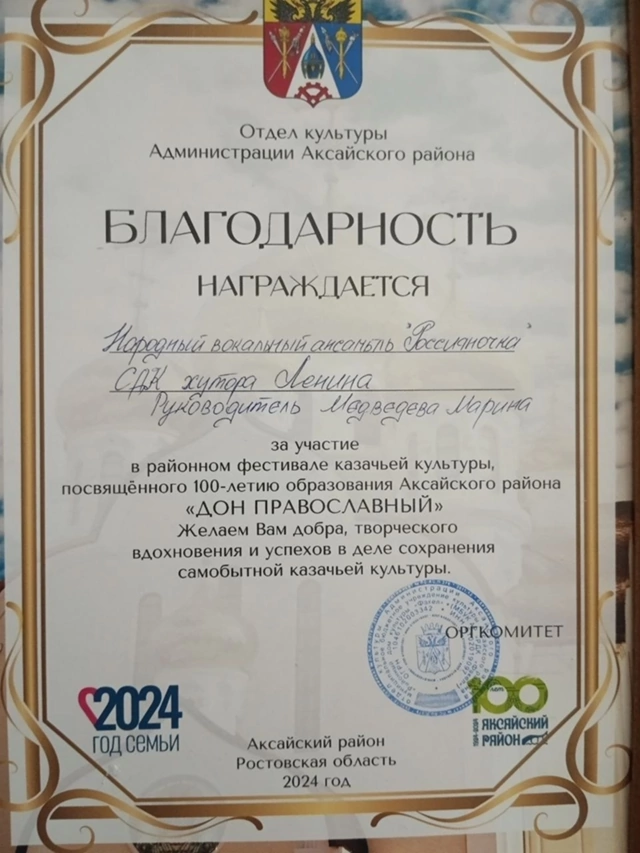 Отдел культуры
Администрации Аксайского района
БЛАГОДАРНОСТЬ
НАГРАЖДАЕТСЯ
Народный вокальный ансамбль "Россияночка"
СДК хутора Ленина
Руководитель Медведева Марина
за участие
в районном фестивале казачьей культуры,
посвящённого 100-летию образования Аксайского района
«ДОН ПРАВОСЛАВНЫЙ»
Желаем Вам добра, творческого
вдохновения и успехов в деле сохранения
самобытной казачьей культуры.
ОРГКОМИТЕТ
2024
ГОД СЕМЬИ
100
АКСАЙСКИЙ
РАЙОН
Аксайский район
Ростовская область
2024 год